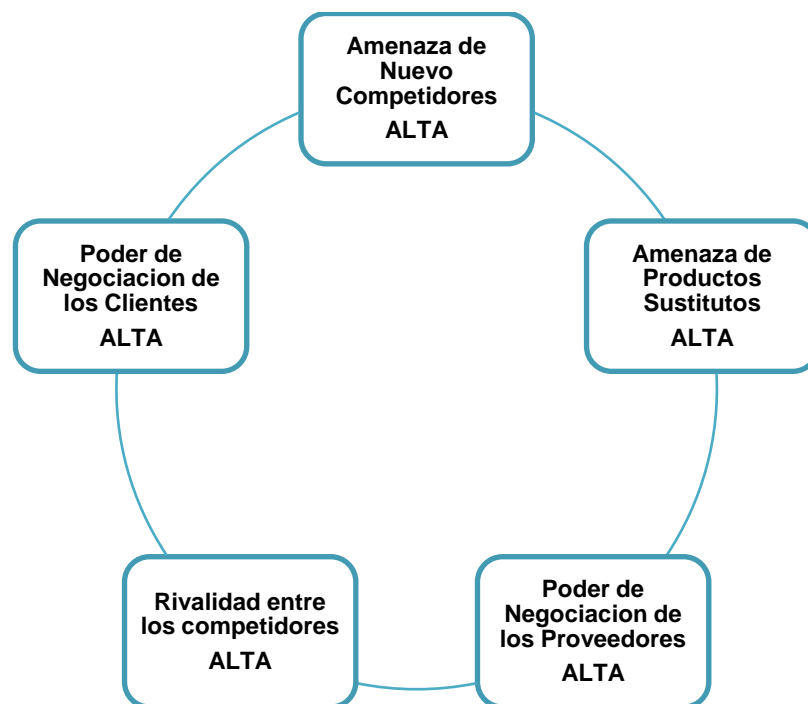 Amenaza de
Nuevo
Competidores
ALTA
Amenaza de
Productos
Sustitutos
ALTA
Poder de
Negociacion de
los Proveedores
ALTA
Rivalidad entre
los competidores
ALTA
Poder de
Negociacion de
los Clientes
ALTA